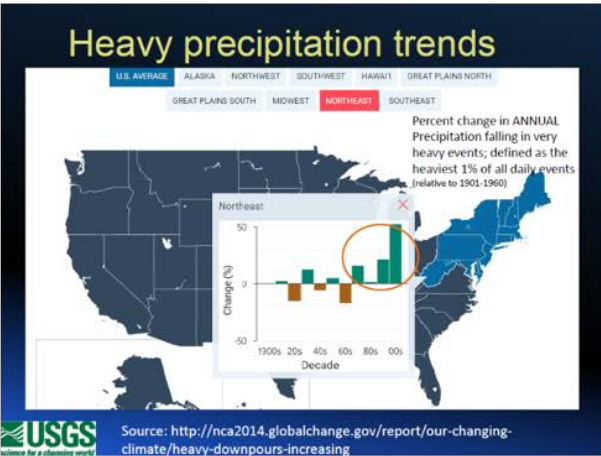 Heavy precipitation trends
U.S. AVERAGE ALASKA NORTHWEST SOUTHWEST HAWAI'I GREAT PLAINS NORTH
GREAT PLAINS SOUTH MIDWEST NORTHEAST SOUTHEAST
Percent change in ANNUAL
Precipitation falling in very
heavy events; defined as the
heaviest 1% of all daily events
(relative to 1901-1960)
Northeast
50
0
-50
Change (%)
1900s 20s 40s 60s 80s 00s
Decade
USGS
science for a changing world
Source: http://nca2014.globalchange.gov/report/our-changing-
climate/heavy-downpours-increasing